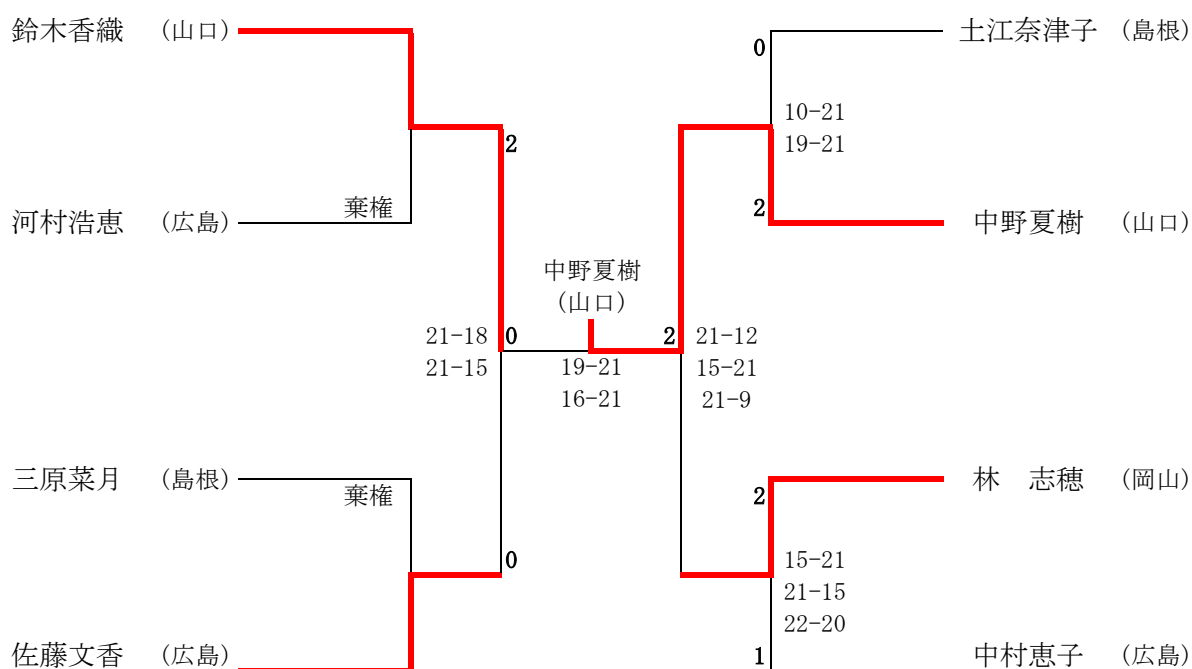 鈴木香織 (山口)
2
河村浩恵 (広島)
棄権
21-18
21-15
0
三原菜月 (島根)
棄権
0
佐藤文香 (広島)
中野夏樹
(山口)
19-21
16-21
2
21-12
15-21
21-9
土江奈津子 (島根)
0
10-21
19-21
2
中野夏樹 (山口)
林 志穂 (岡山)
2
15-21
21-15
22-20
1
中村恵子 (広島)